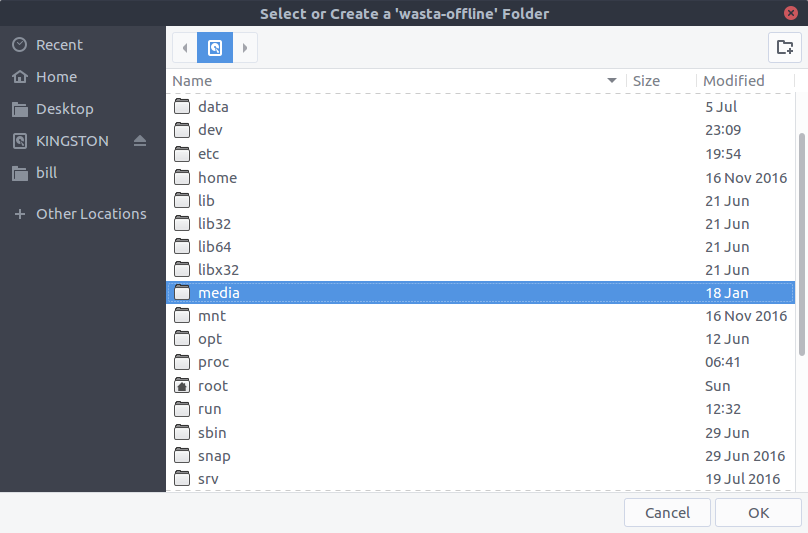 Select or Create a 'wasta-offline' Folder
Recent
Home
Desktop
KINGSTON
bill
Other Locations
Name Size Modified
data 5 Jul
dev 23:09
etc 19:54
home 16 Nov 2016
lib 21 Jun
lib32 21 Jun
lib64 21 Jun
libx32 21 Jun
media 18 Jan
mnt 16 Nov 2016
opt 12 Jun
proc 06:41
root Sun
run 12:32
sbin 29 Jun
snap 29 Jun 2016
srv 19 Jul 2016
Cancel OK